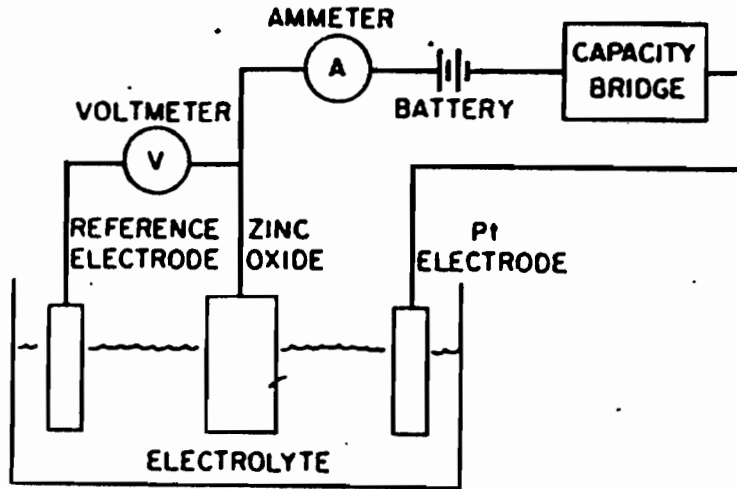 AMMETER
A
CAPACITY
BRIDGE
BATTERY
VOLTMETER
V
REFERENCE
ELECTRODE
ZINC
OXIDE
Pt
ELECTRODE
ELECTROLYTE